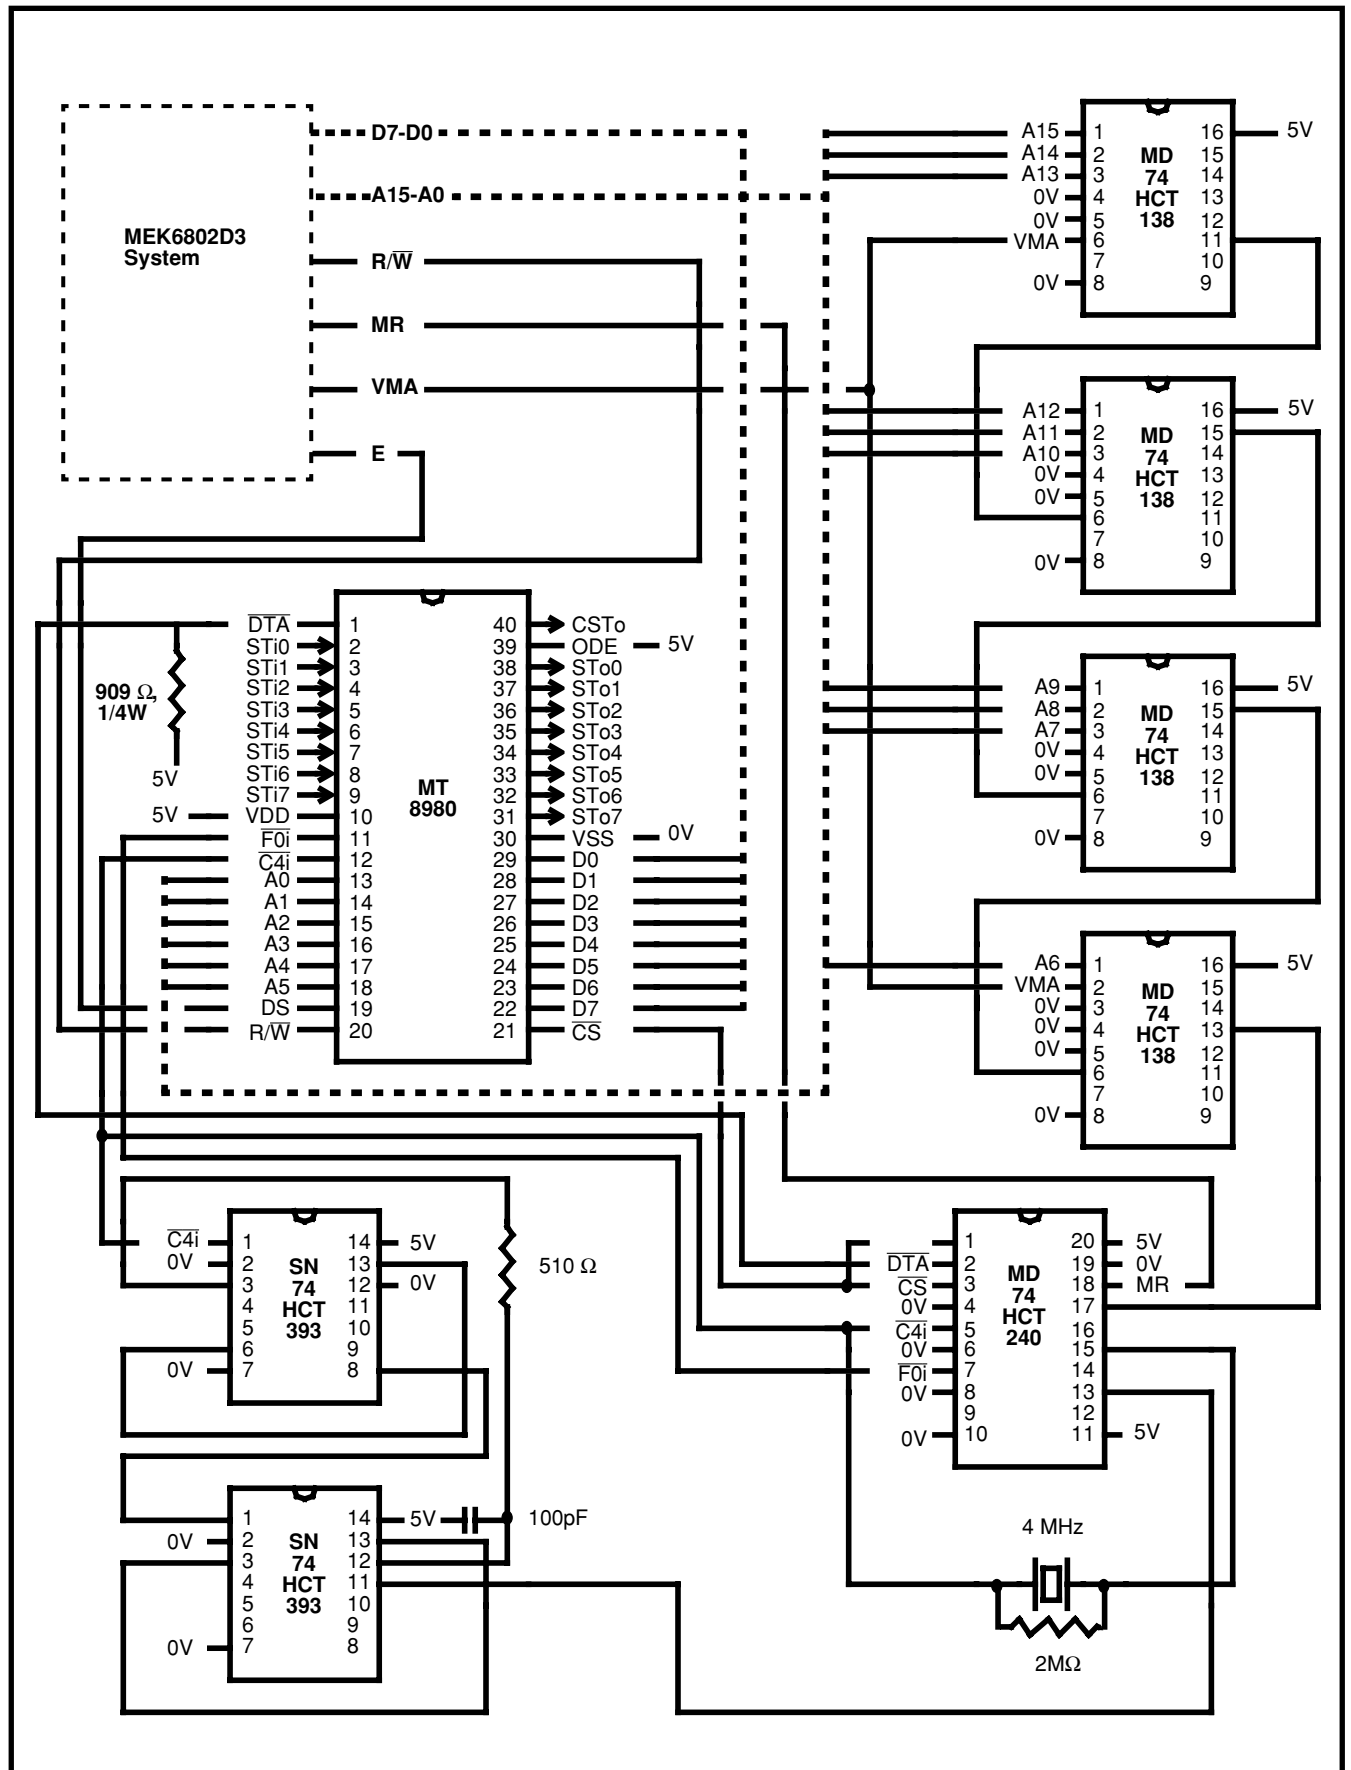 MEK6802D3
System
D7-D0
A15-A0
R/W̅
MR
VMA
E
A15
A14
A13
0V
0V
VMA
0V
1
2
3
4
5
6
7
8
MD
74
HCT
138
16
15
14
13
12
11
10
9
5V
A12
A11
A10
0V
0V
0V
1
2
3
4
5
6
7
8
MD
74
HCT
138
16
15
14
13
12
11
10
9
5V
A9
A8
A7
0V
0V
0V
1
2
3
4
5
6
7
8
MD
74
HCT
138
16
15
14
13
12
11
10
9
5V
A6
VMA
0V
0V
0V
0V
1
2
3
4
5
6
7
8
MD
74
HCT
138
16
15
14
13
12
11
10
9
5V
909 Ω,
1/4W
5V
D̅T̅A̅
STi0
STi1
STi2
STi3
STi4
STi5
STi6
STi7
5V
VDD
F̅0̅i̅
C̅4̅i̅
A0
A1
A2
A3
A4
A5
DS
R/W̅
1
2
3
4
5
6
7
8
9
10
11
12
13
14
15
16
17
18
19
20
MT
8980
40
39
38
37
36
35
34
33
32
31
30
29
28
27
26
25
24
23
22
21
CSTo
ODE
5V
STo0
STo1
STo2
STo3
STo4
STo5
STo6
STo7
VSS
0V
D0
D1
D2
D3
D4
D5
D6
D7
C̅S̅
C̅4̅i̅
0V
0V
1
2
3
4
5
6
7
SN
74
HCT
393
14
13
12
11
10
9
8
5V
0V
510 Ω
0V
0V
1
2
3
4
5
6
7
SN
74
HCT
393
14
13
12
11
10
9
8
5V
100pF
D̅T̅A̅
C̅S̅
0V
C̅4̅i̅
0V
F̅0̅i̅
0V
0V
1
2
3
4
5
6
7
8
9
10
MD
74
HCT
240
20
19
18
17
16
15
14
13
12
11
5V
0V
MR
5V
4 MHz
2MΩ